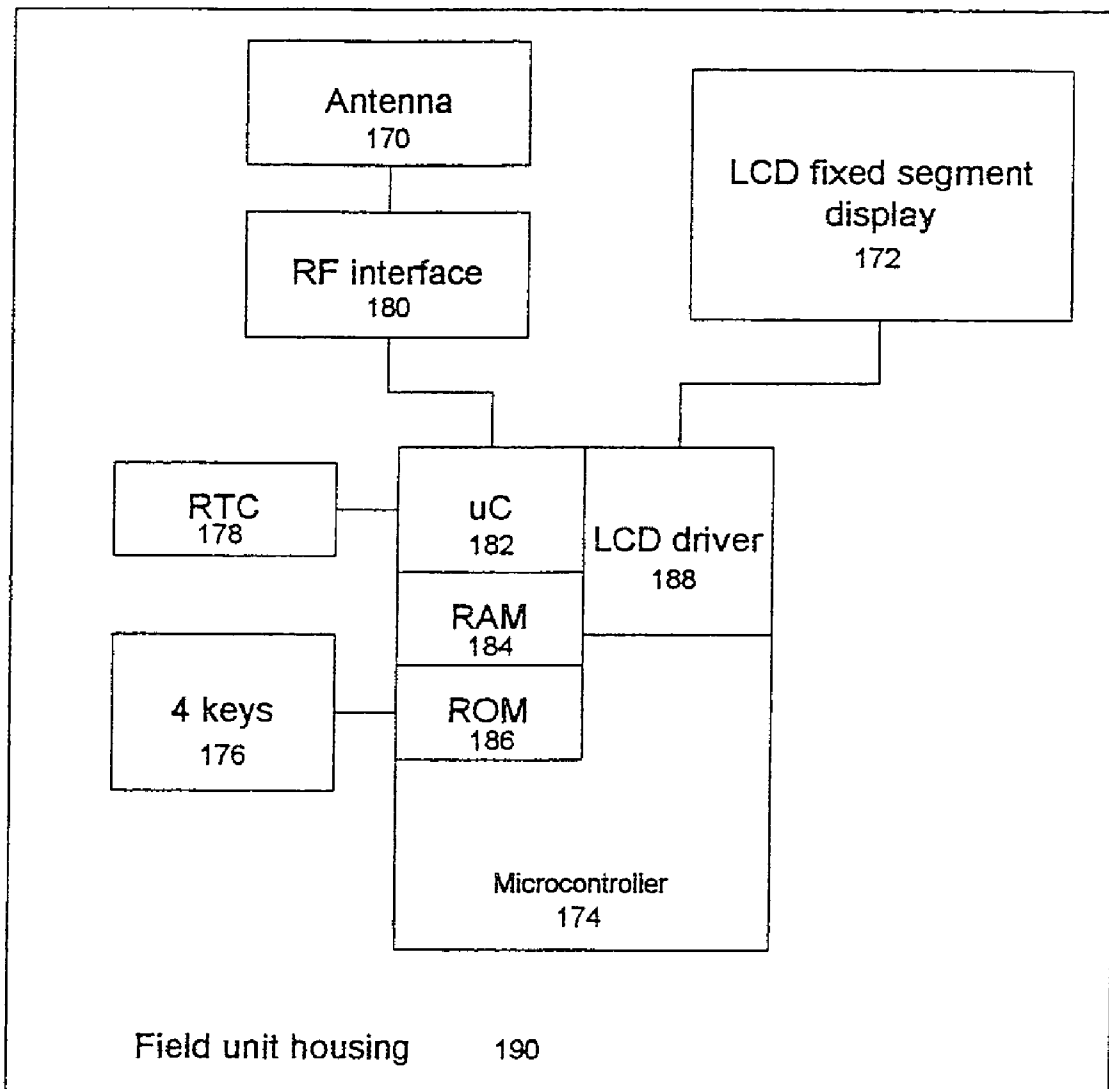 Antenna
170
LCD fixed segment
display
172
RF interface
180
RTC
178
uC
182
LCD driver
188
RAM
184
4 keys
176
ROM
186
Microcontroller
174
Field unit housing 190